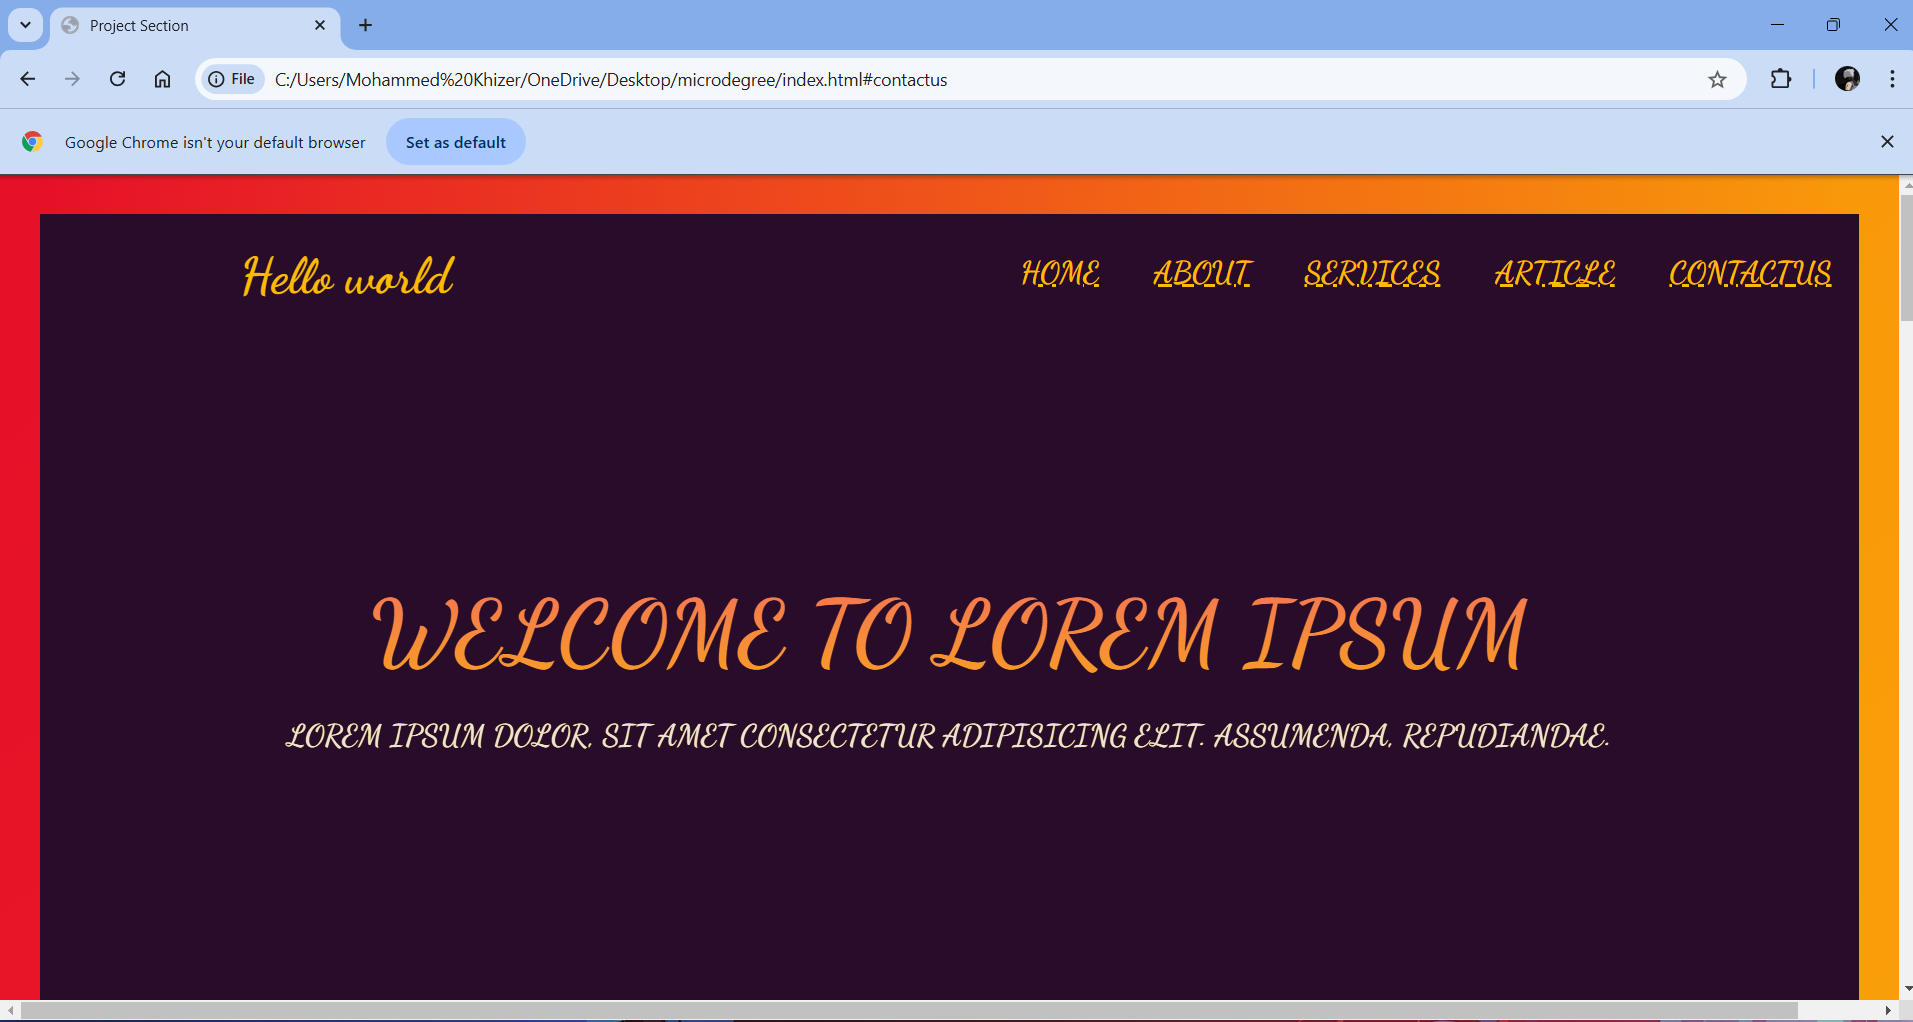 Project Section
File C:/Users/Mohammed%20Khizer/OneDrive/Desktop/microdegree/index.html#contactus
Google Chrome isn't your default browser Set as default
Hello world HOME ABOUT SERVICES ARTICLE CONTACTUS
WELCOME TO LOREM IPSUM
LOREM IPSUM DOLOR, SIT AMET CONSECTETUR ADIPISICING ELIT. ASSUMENDA, REPUDIANDAE.